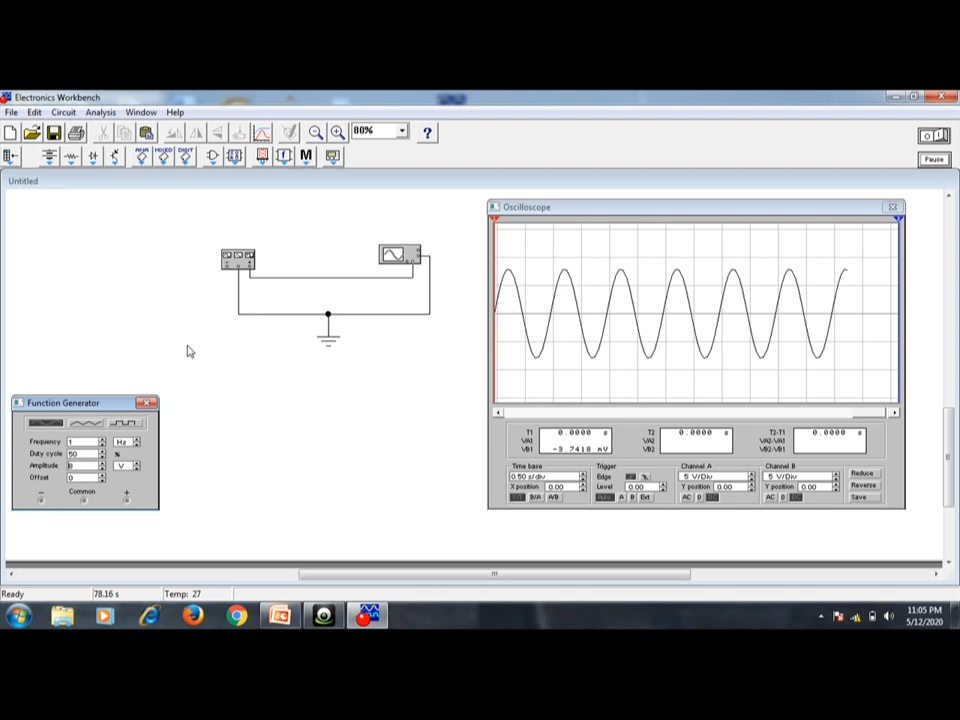 Electronics Workbench
File Edit Circuit Analysis Window Help
80%
?
ANA MIXED DIGIT
M
Pause
Untitled
Oscilloscope
Function Generator
Frequency 1 Hz
Duty cycle 50 %
Amplitude 8 V
Offset 0
− Common +
T1 0.0000 s T2 0.0000 s T2-T1 0.0000 s
VA1 VA2 VA2-VA1
VB1 -3.7418 mV VB2 VB2-VB1
Time base Trigger Channel A Channel B Reduce
0.50 s/div Edge 5 V/Div 5 V/Div Reverse
X position 0.00 Level 0.00 Y position 0.00 Y position 0.00
Y/T B/A A/B Auto A B Ext AC 0 DC AC 0 DC Save
Ready 78.16 s Temp: 27
11:05 PM
5/12/2020